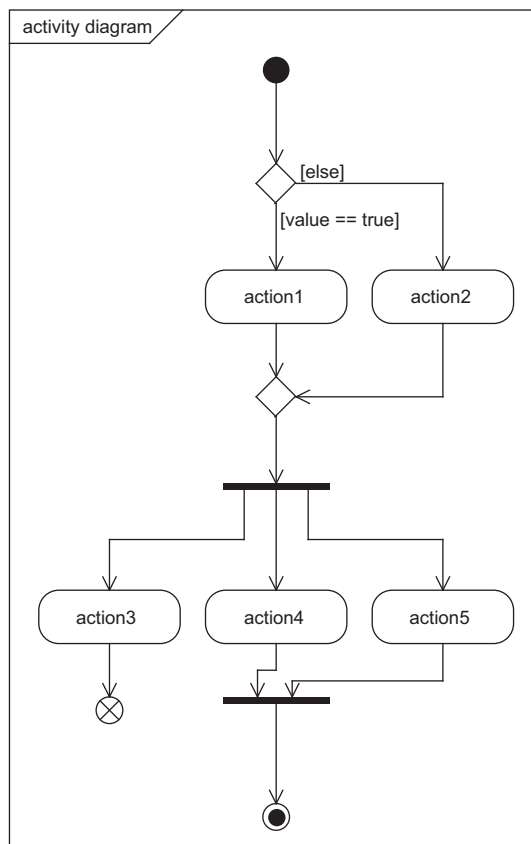 activity diagram
[else]
[value == true]
action1
action2
action3
action4
action5